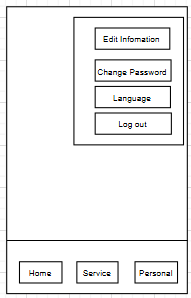 Edit Infomation
Change Password
Language
Log out
Home
Service
Personal